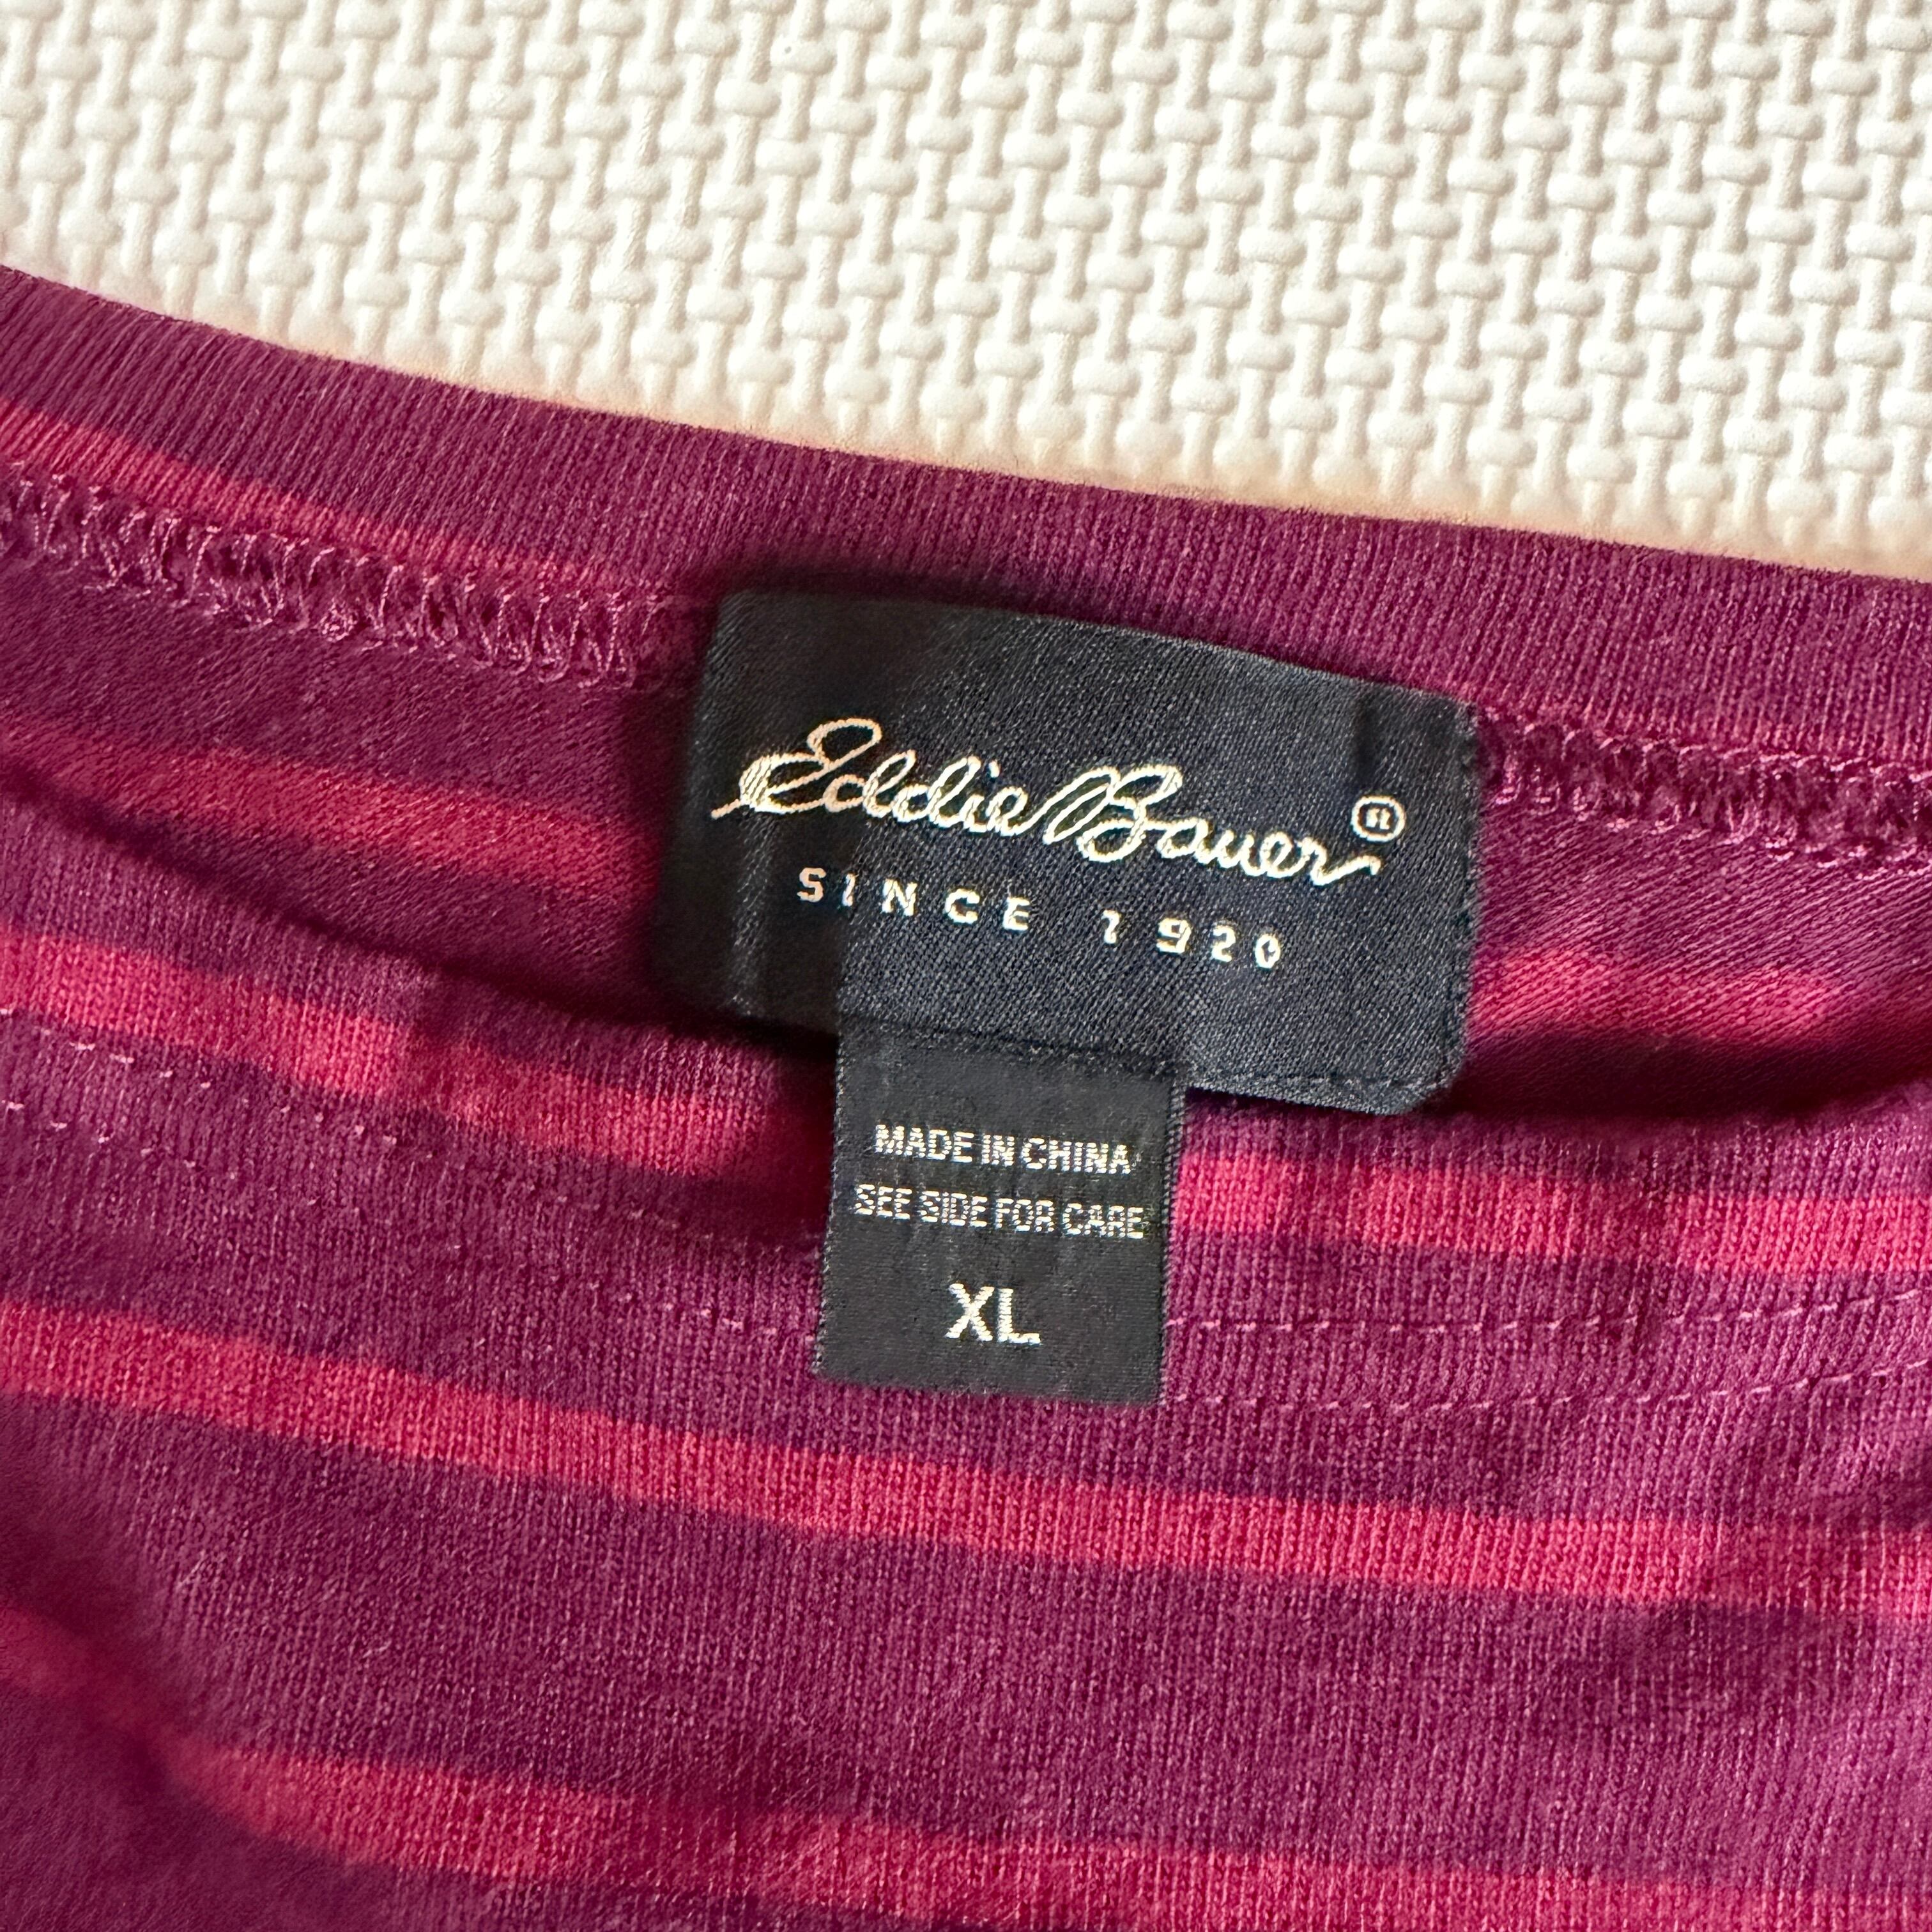 Eddie Bauer®
SINCE 1920
MADE IN CHINA
SEE SIDE FOR CARE
XL